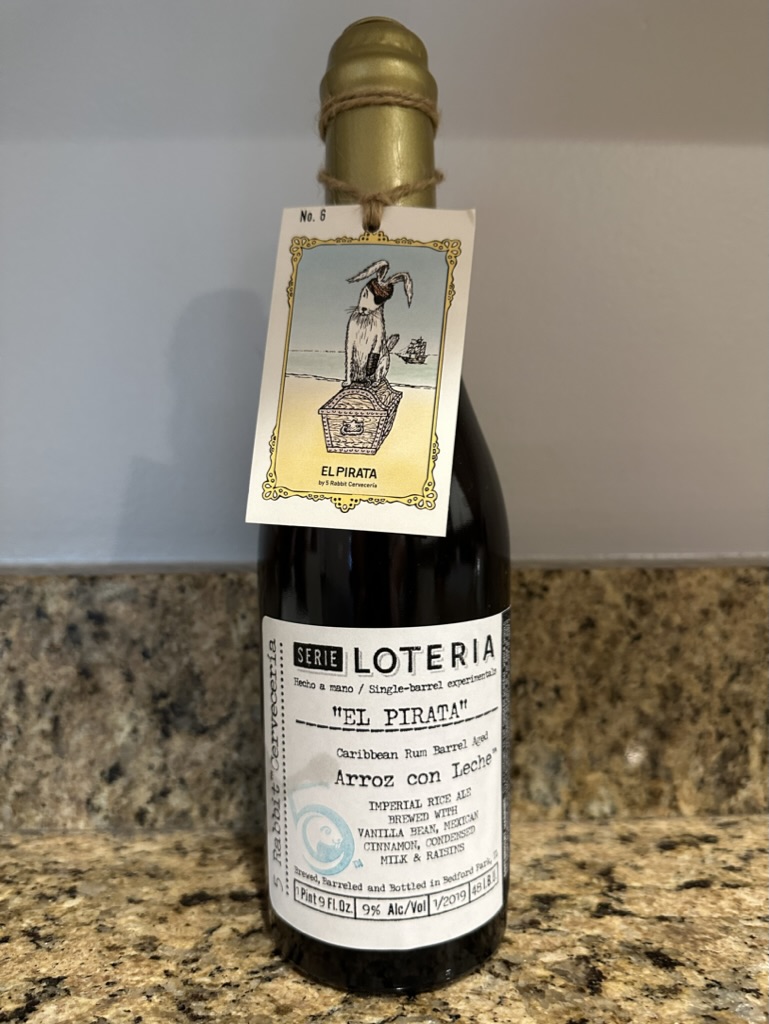 No. 6
EL PIRATA
by 5 Rabbit Cervecería
SERIE LOTERIA
Hecho a mano / Single-barrel experimentals
"EL PIRATA"
Caribbean Rum Barrel Aged
Arroz con Leche™
IMPERIAL RICE ALE
BREWED WITH
VANILLA BEAN, MEXICAN
CINNAMON, CONDENSED
MILK & RAISINS
Brewed, Barreled and Bottled in Bedford Park, IL
1 Pint 9 Fl.Oz. 9% Alc/Vol 1/2019
5 Rabbit™ Cervecería
5